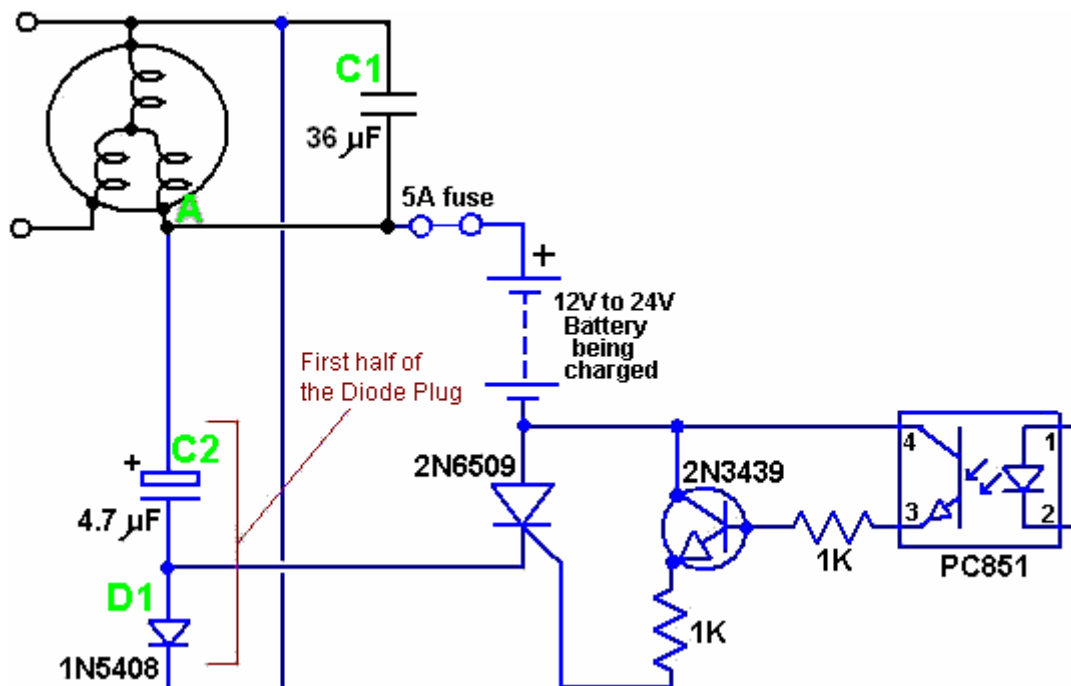 C1
36 µF
A
5A fuse
+
12V to 24V
Battery
being
charged
First half of
the Diode Plug
C2
+
4.7 µF
2N6509
2N3439
4
1
3
2
1K
PC851
D1
1K
1N5408